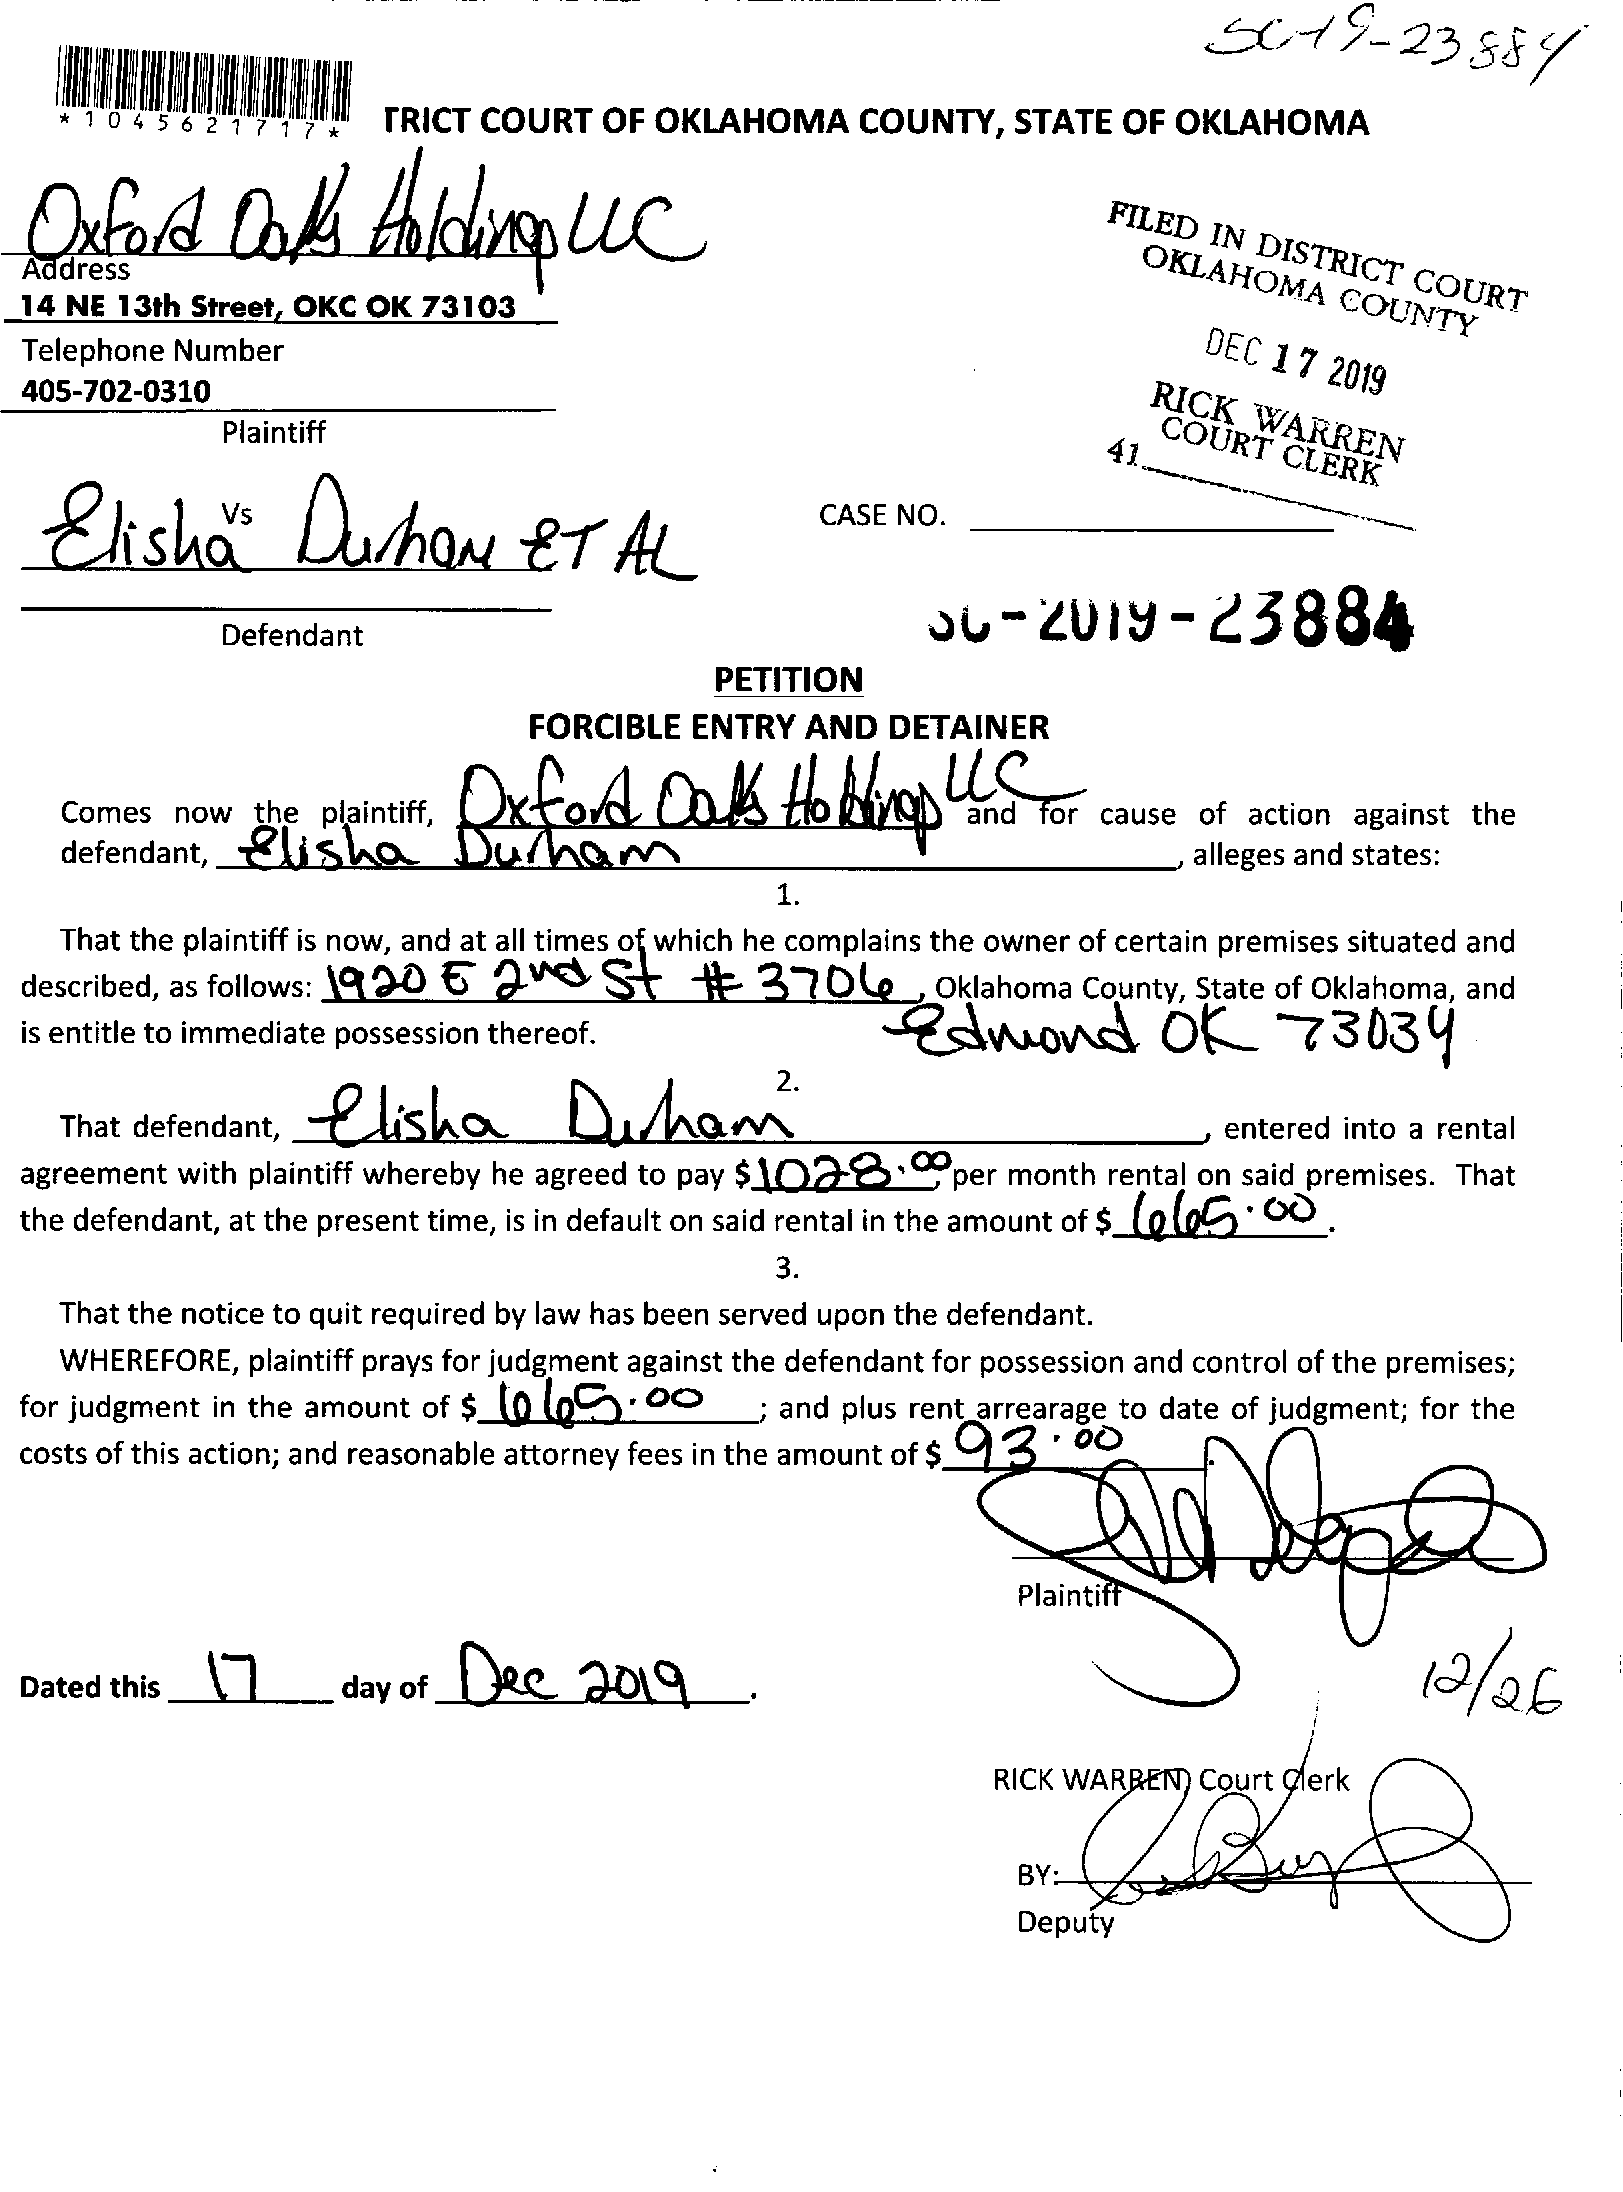 SC-19-23884
*1045621717*
TRICT COURT OF OKLAHOMA COUNTY, STATE OF OKLAHOMA
Oxford Oaks Holdings LLC
Address
14 NE 13th Street, OKC OK 73103
Telephone Number
405-702-0310
Plaintiff
FILED IN DISTRICT COURT
OKLAHOMA COUNTY
DEC 17 2019
RICK WARREN
COURT CLERK
41
Vs
Elisha Durham ET AL
Defendant
CASE NO.
SC-2019-23884
PETITION
FORCIBLE ENTRY AND DETAINER
Comes now the plaintiff, Oxford Oaks Holdings LLC and for cause of action against the
defendant, Elisha Durham, alleges and states:
1.
That the plaintiff is now, and at all times of which he complains the owner of certain premises situated and
described, as follows: 1920 E 2nd St # 3706, Oklahoma County, State of Oklahoma, and
is entitle to immediate possession thereof. Edmond OK 73034
2.
That defendant, Elisha Durham, entered into a rental
agreement with plaintiff whereby he agreed to pay $1028.00 per month rental on said premises. That
the defendant, at the present time, is in default on said rental in the amount of $ 665.00.
3.
That the notice to quit required by law has been served upon the defendant.
WHEREFORE, plaintiff prays for judgment against the defendant for possession and control of the premises;
for judgment in the amount of $ 665.00; and plus rent arrearage to date of judgment; for the
costs of this action; and reasonable attorney fees in the amount of $ 93.00.
Plaintiff
Dated this 17 day of Dec 2019.
12/26
RICK WARREN, Court Clerk
BY:
Deputy